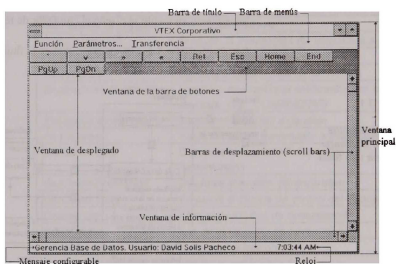 Barra de título Barra de menús
VTEX Corporativo
Función Parámetros... Transferencia
^ v » « Ret Esc Home End
PgUp PgDn
Ventana de la barra de botones
Ventana principal
Ventana de desplegado Barras de desplazamiento (scroll bars)
Ventana de información
Gerencia Base de Datos. Usuario: David Solís Pacheco 7:03:44 AM
Mensaje configurable Reloj